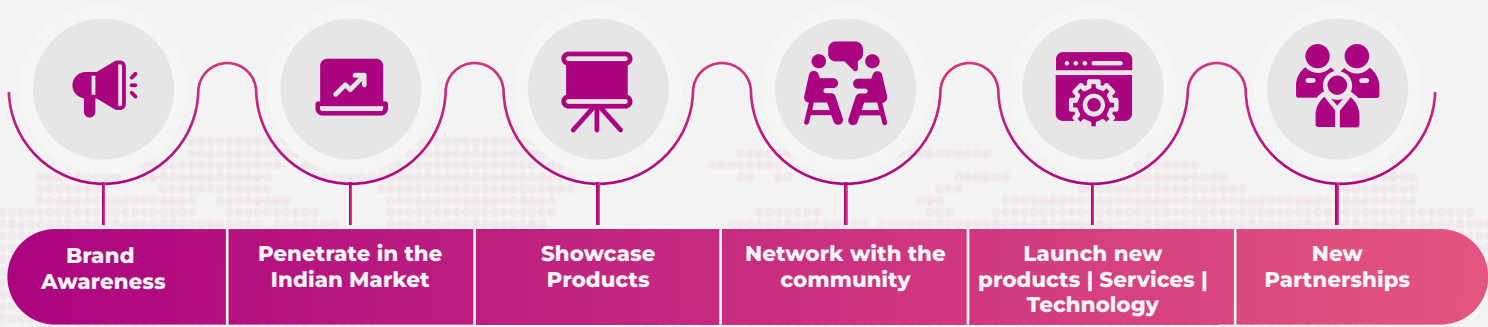 Brand
Awareness
Penetrate in the
Indian Market
Showcase
Products
Network with the
community
Launch new
products | Services |
Technology
New
Partnerships